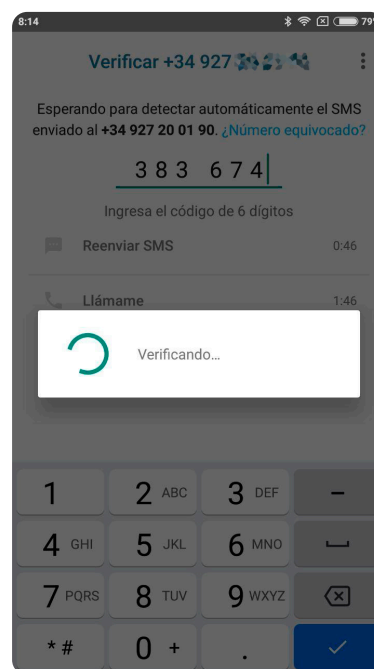 8:14
79
Verificar +34 927
Esperando para detectar automáticamente el SMS
enviado al +34 927 20 01 90. ¿Número equivocado?
383 674
Ingresa el código de 6 dígitos
Reenviar SMS 0:46
Llámame 1:46
Verificando...
1 2 ABC 3 DEF –
4 GHI 5 JKL 6 MNO
7 PQRS 8 TUV 9 WXYZ
* # 0 + .